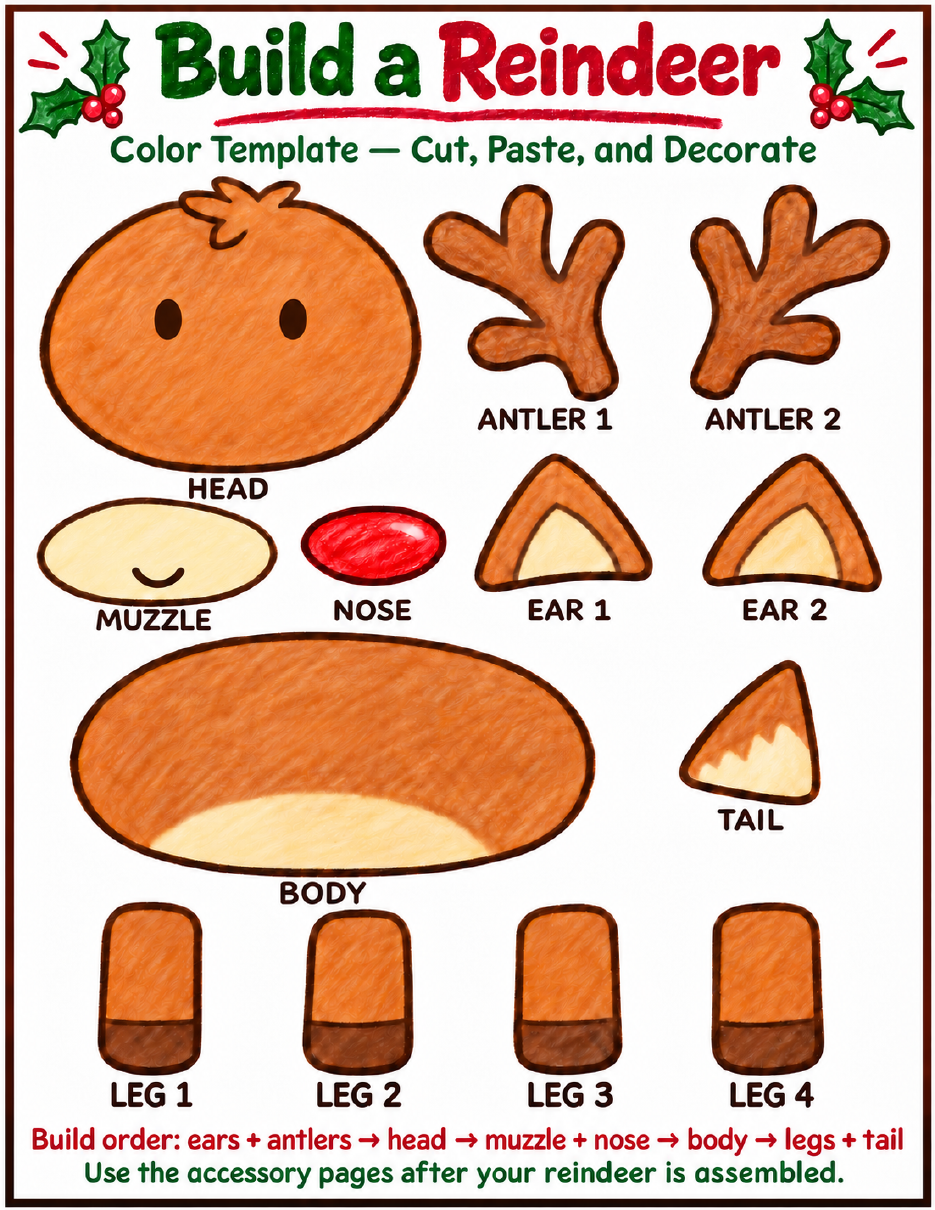 Build a Reindeer
Color Template — Cut, Paste, and Decorate
HEAD
ANTLER 1
ANTLER 2
MUZZLE
NOSE
EAR 1
EAR 2
BODY
TAIL
LEG 1
LEG 2
LEG 3
LEG 4
Build order: ears + antlers → head → muzzle + nose → body → legs + tail
Use the accessory pages after your reindeer is assembled.